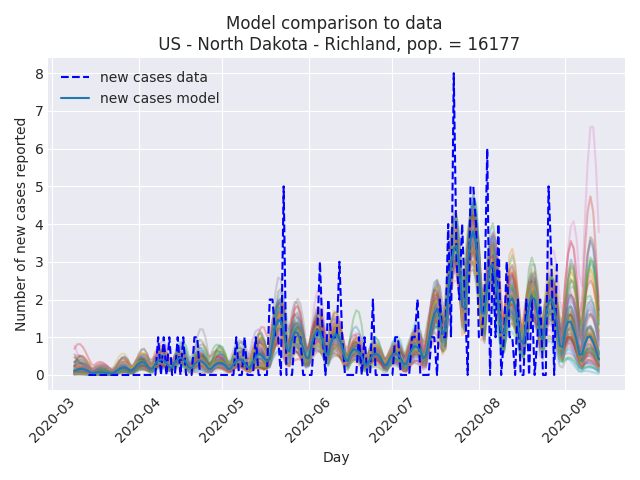 Model comparison to data
US - North Dakota - Richland, pop. = 16177
new cases data
new cases model
Number of new cases reported
8
7
6
5
4
3
2
1
0
2020-03
2020-04
2020-05
2020-06
2020-07
2020-08
2020-09
Day